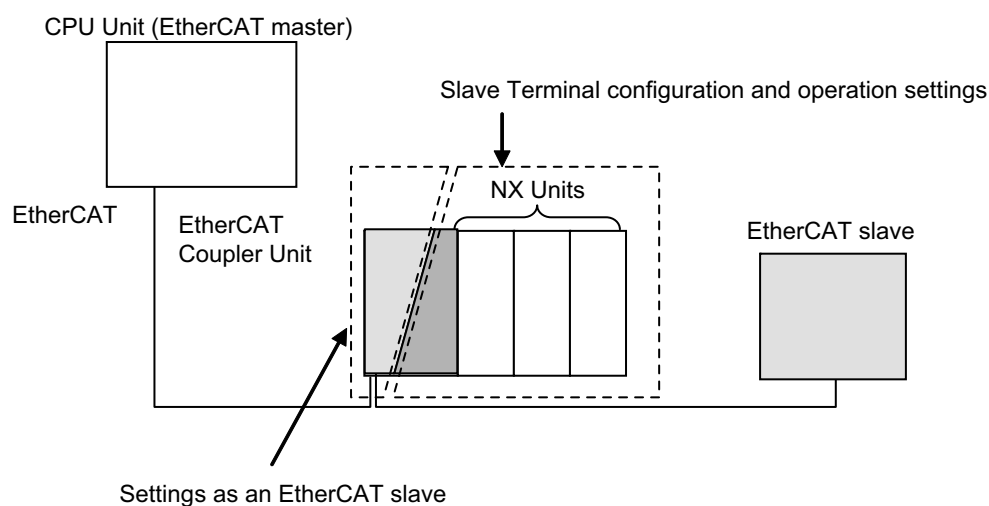 CPU Unit (EtherCAT master)
Slave Terminal configuration and operation settings
NX Units
EtherCAT
EtherCAT
Coupler Unit
EtherCAT slave
Settings as an EtherCAT slave